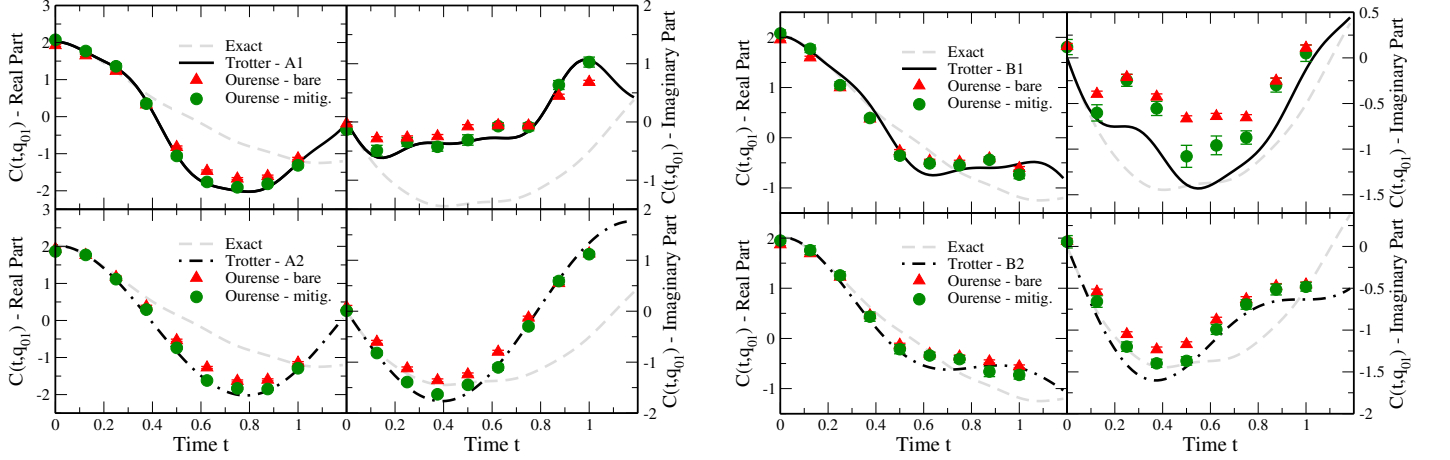 3
2
1
0
-1
-2
C(t,q01) - Real Part
Exact
Trotter - A1
Ourense - bare
Ourense - mitig.
2
1
0
-1
C(t,q01) - Imaginary Part
3
2
1
0
-1
-2
C(t,q01) - Real Part
Exact
Trotter - A2
Ourense - bare
Ourense - mitig.
0 0.2 0.4 0.6 0.8 1
Time t
2
1
0
-1
-2
C(t,q01) - Imaginary Part
0 0.2 0.4 0.6 0.8 1
Time t
2
1
0
-1
C(t,q01) - Real Part
Exact
Trotter - B1
Ourense - bare
Ourense - mitig.
0.5
0
-0.5
-1
-1.5
C(t,q01) - Imaginary Part
2
1
0
-1
C(t,q01) - Real Part
Exact
Trotter - B2
Ourense - bare
Ourense - mitig.
0 0.2 0.4 0.6 0.8 1
Time t
0
-0.5
-1
-1.5
-2
C(t,q01) - Imaginary Part
0 0.2 0.4 0.6 0.8 1
Time t